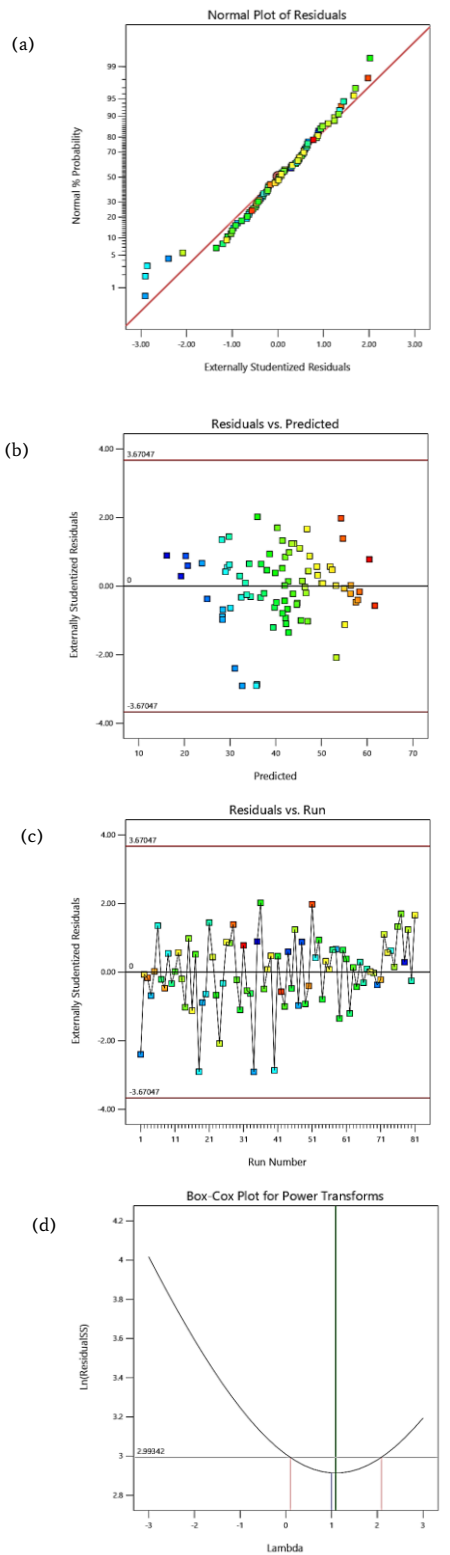 (a)
Normal Plot of Residuals
Normal % Probability
99
95
90
80
70
50
30
20
10
5
1
-3.00 -2.00 -1.00 0.00 1.00 2.00 3.00
Externally Studentized Residuals
(b)
Residuals vs. Predicted
Externally Studentized Residuals
4.00
3.67047
2.00
0
0.00
-2.00
-3.67047
-4.00
10 20 30 40 50 60 70
Predicted
(c)
Residuals vs. Run
Externally Studentized Residuals
4.00
3.67047
2.00
0
0.00
-2.00
-3.67047
-4.00
1 11 21 31 41 51 61 71 81
Run Number
(d)
Box-Cox Plot for Power Transforms
Ln(ResidualSS)
4.2
4
3.8
3.6
3.4
3.2
2.99342
3
2.8
-3 -2 -1 0 1 2 3
Lambda